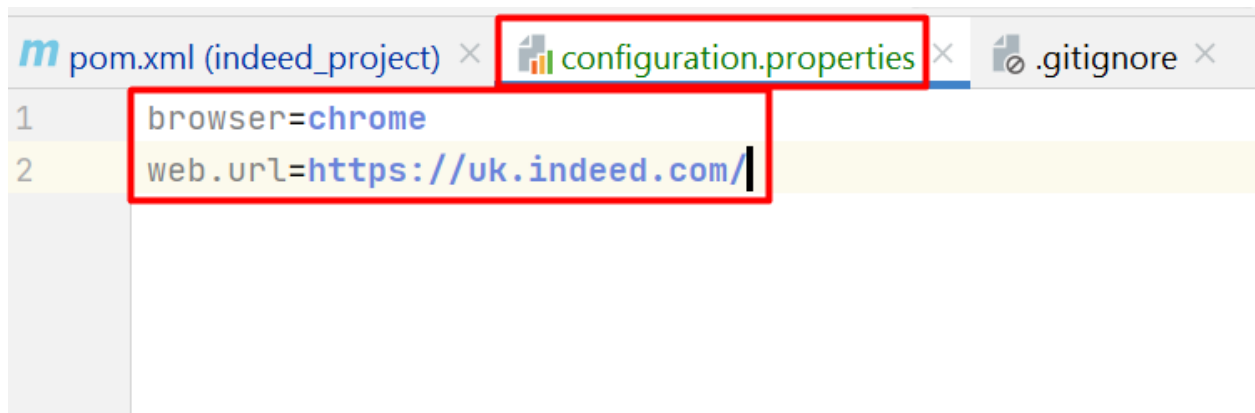 m pom.xml (indeed_project) configuration.properties .gitignore
1 browser=chrome
2 web.url=https://uk.indeed.com/